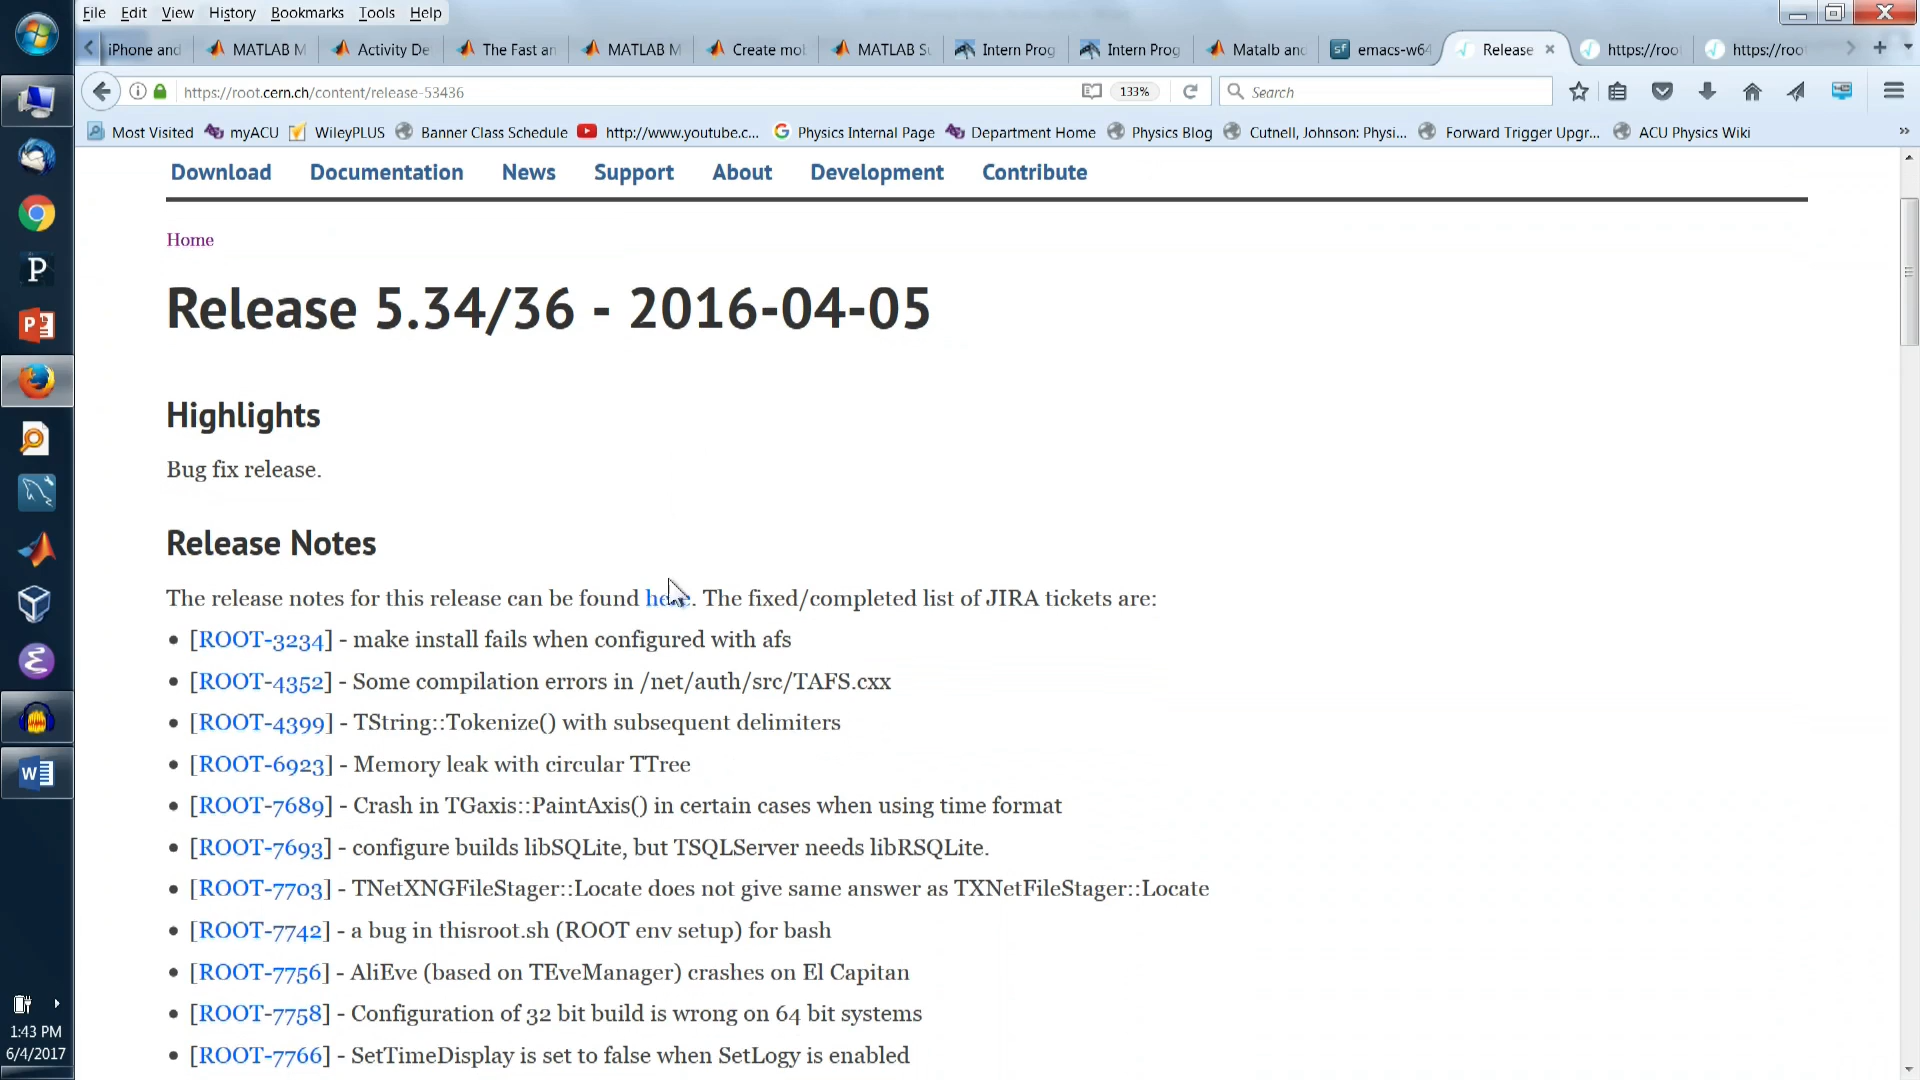 File Edit View History Bookmarks Tools Help
iPhone and MATLAB M Activity De The Fast an MATLAB M Create mob MATLAB Su Intern Prog Intern Prog Matalb and emacs-w64 Release https://roo https://roo
https://root.cern.ch/content/release-53436 133% Search
Most Visited myACU WileyPLUS Banner Class Schedule http://www.youtube.c... Physics Internal Page Department Home Physics Blog Cutnell, Johnson: Physi... Forward Trigger Upgr... ACU Physics Wiki
Download Documentation News Support About Development Contribute
Home
Release 5.34/36 - 2016-04-05
Highlights
Bug fix release.
Release Notes
The release notes for this release can be found here. The fixed/completed list of JIRA tickets are:
• [ROOT-3234] - make install fails when configured with afs
• [ROOT-4352] - Some compilation errors in /net/auth/src/TAFS.cxx
• [ROOT-4399] - TString::Tokenize() with subsequent delimiters
• [ROOT-6923] - Memory leak with circular TTree
• [ROOT-7689] - Crash in TGaxis::PaintAxis() in certain cases when using time format
• [ROOT-7693] - configure builds libSQLite, but TSQLServer needs libRSQLite.
• [ROOT-7703] - TNetXNGFileStager::Locate does not give same answer as TXNetFileStager::Locate
• [ROOT-7742] - a bug in thisroot.sh (ROOT env setup) for bash
• [ROOT-7756] - AliEve (based on TEveManager) crashes on El Capitan
• [ROOT-7758] - Configuration of 32 bit build is wrong on 64 bit systems
• [ROOT-7766] - SetTimeDisplay is set to false when SetLogy is enabled
1:43 PM
6/4/2017